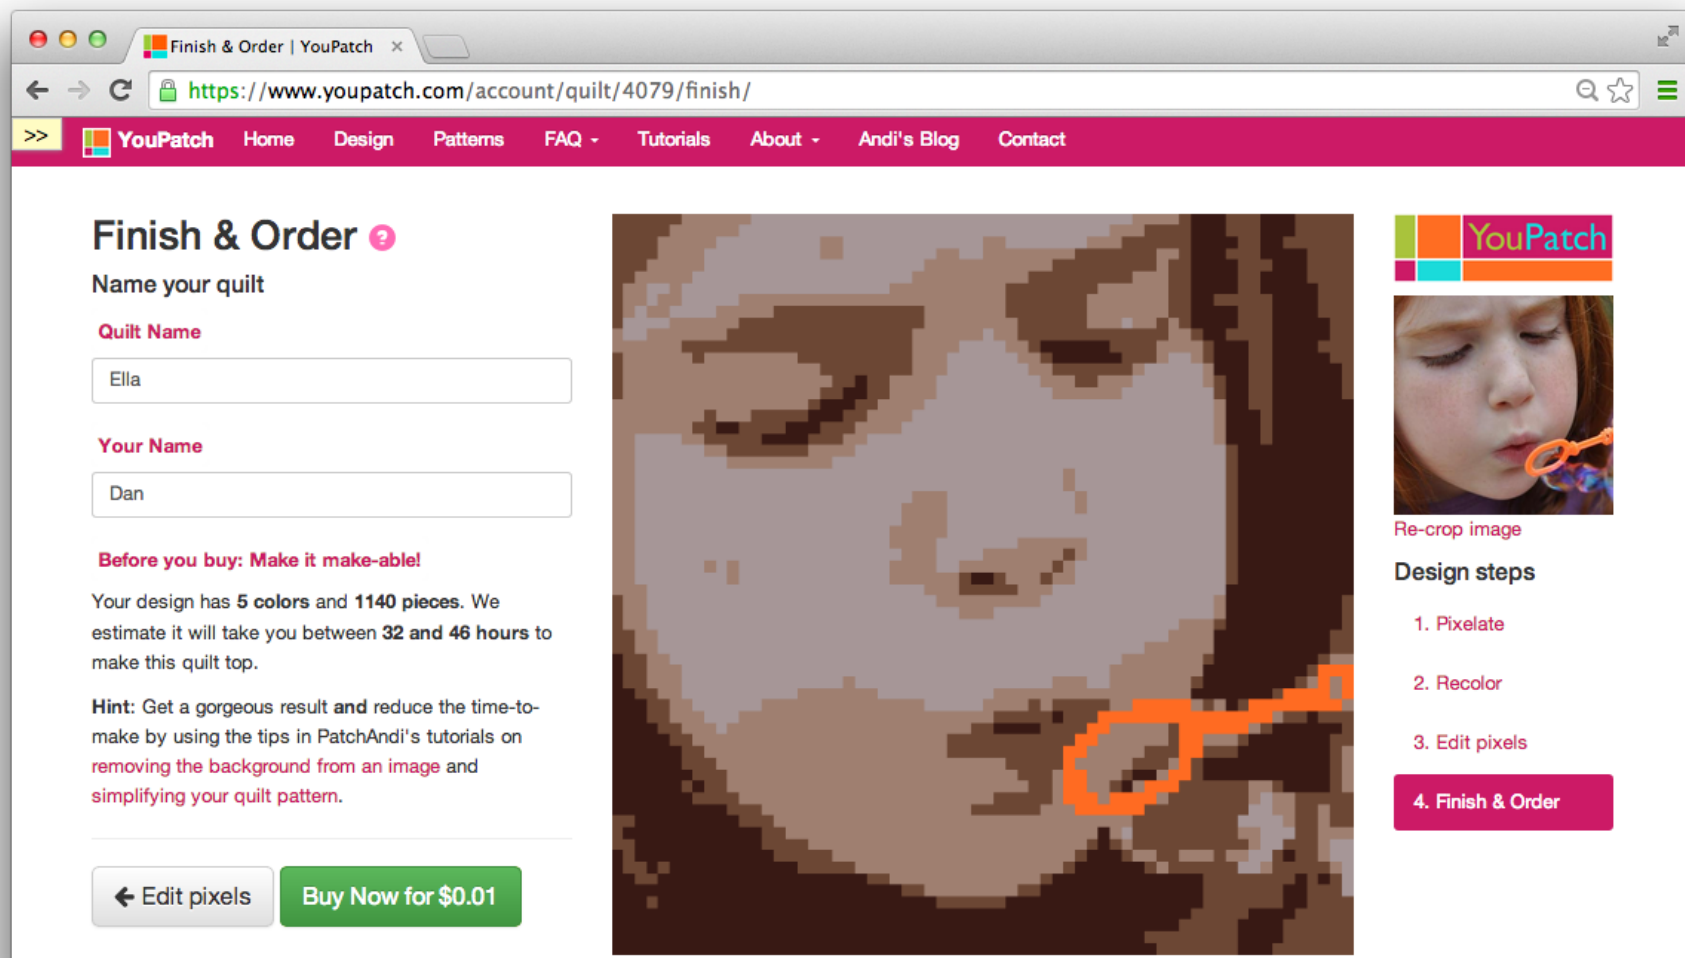 Finish & Order | YouPatch
https://www.youpatch.com/account/quilt/4079/finish/
>>
YouPatch Home Design Patterns FAQ Tutorials About Andi's Blog Contact
Finish & Order ?
Name your quilt
Quilt Name
Ella
Your Name
Dan
Before you buy: Make it make-able!
Your design has 5 colors and 1140 pieces. We
estimate it will take you between 32 and 46 hours to
make this quilt top.
Hint: Get a gorgeous result and reduce the time-to-
make by using the tips in PatchAndi's tutorials on
removing the background from an image and
simplifying your quilt pattern.
Edit pixels Buy Now for $0.01
YouPatch
Re-crop image
Design steps
1. Pixelate
2. Recolor
3. Edit pixels
4. Finish & Order